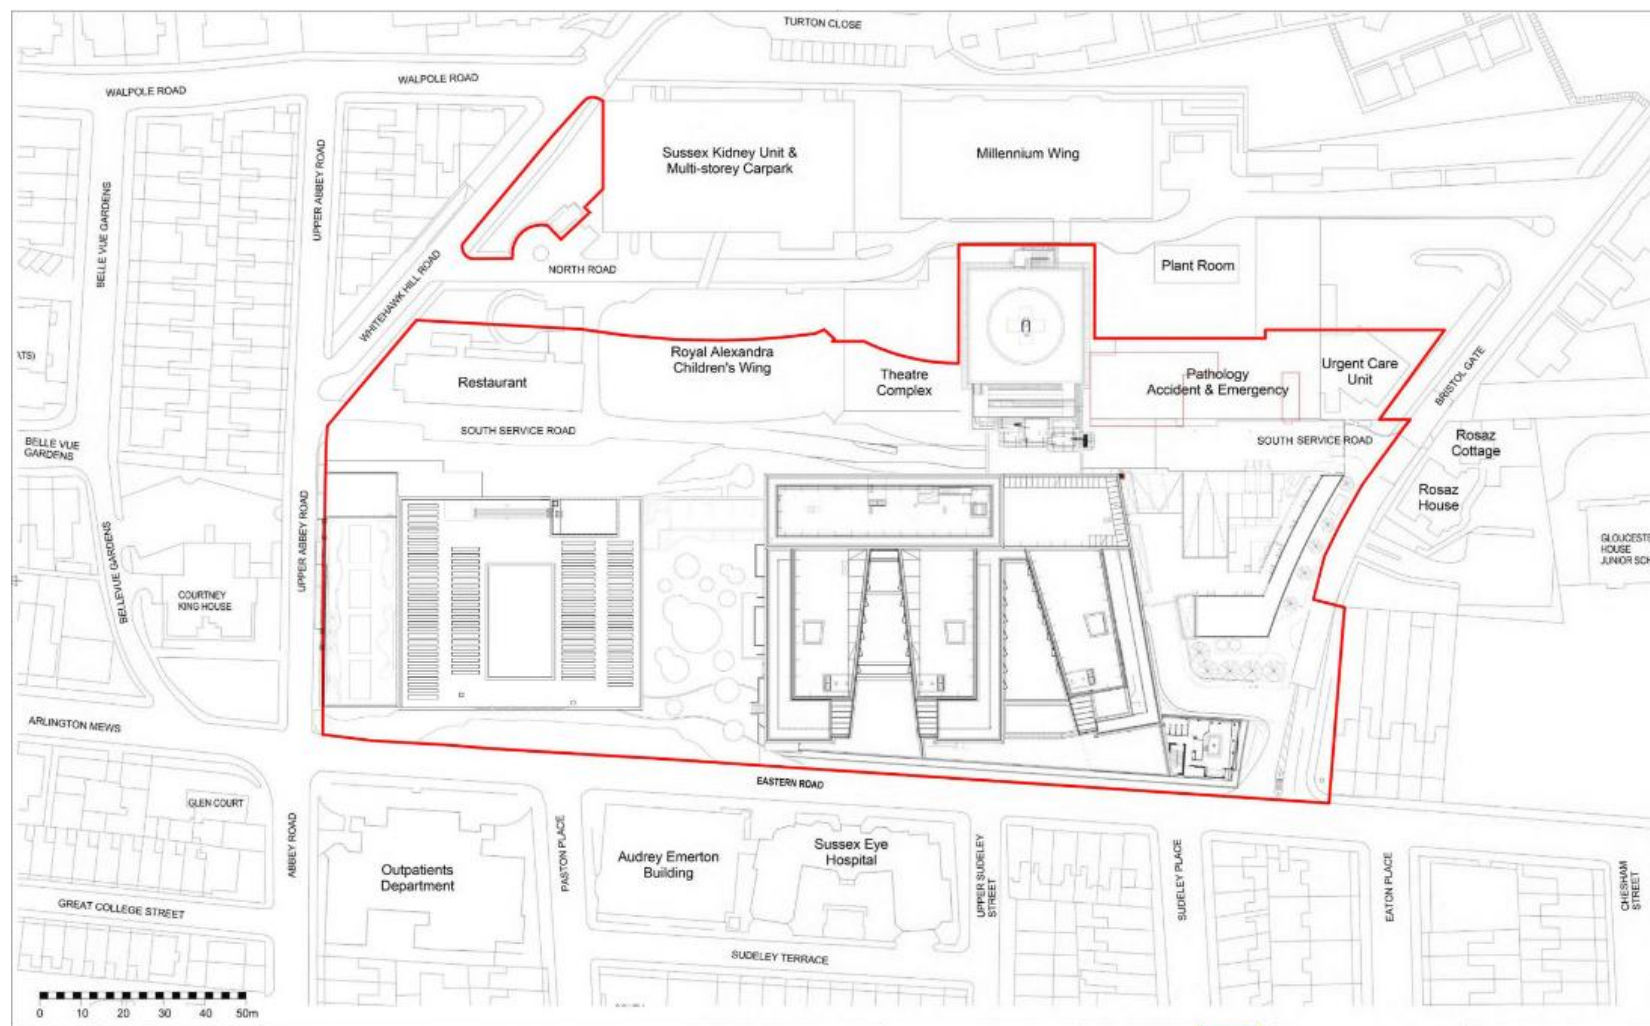 TURTON CLOSE
WALPOLE ROAD
WALPOLE ROAD
Sussex Kidney Unit &
Multi-storey Carpark
Millennium Wing
UPPER ABBEY ROAD
BELLE VUE GARDENS
WHITEHAWK HILL ROAD
NORTH ROAD
Plant Room
BRISTOL GATE
Restaurant
Royal Alexandra
Children's Wing
Theatre
Complex
Pathology
Accident & Emergency
Urgent Care
Unit
SOUTH SERVICE ROAD
SOUTH SERVICE ROAD
Rosaz
Cottage
Rosaz
House
BELLE VUE
GARDENS
BELLEVUE GARDENS
UPPER ABBEY ROAD
COURTNEY
KING HOUSE
HOUSE
ARLINGTON MEWS
GLEN COURT
ABBEY ROAD
EASTERN ROAD
Outpatients
Department
PASTON PLACE
Audrey Emerton
Building
Sussex Eye
Hospital
UPPER SUDELEY
STREET
SUDELEY PLACE
EATON PLACE
CHESHAM
STREET
GREAT COLLEGE STREET
SUDELEY TERRACE
0 10 20 30 40 50m